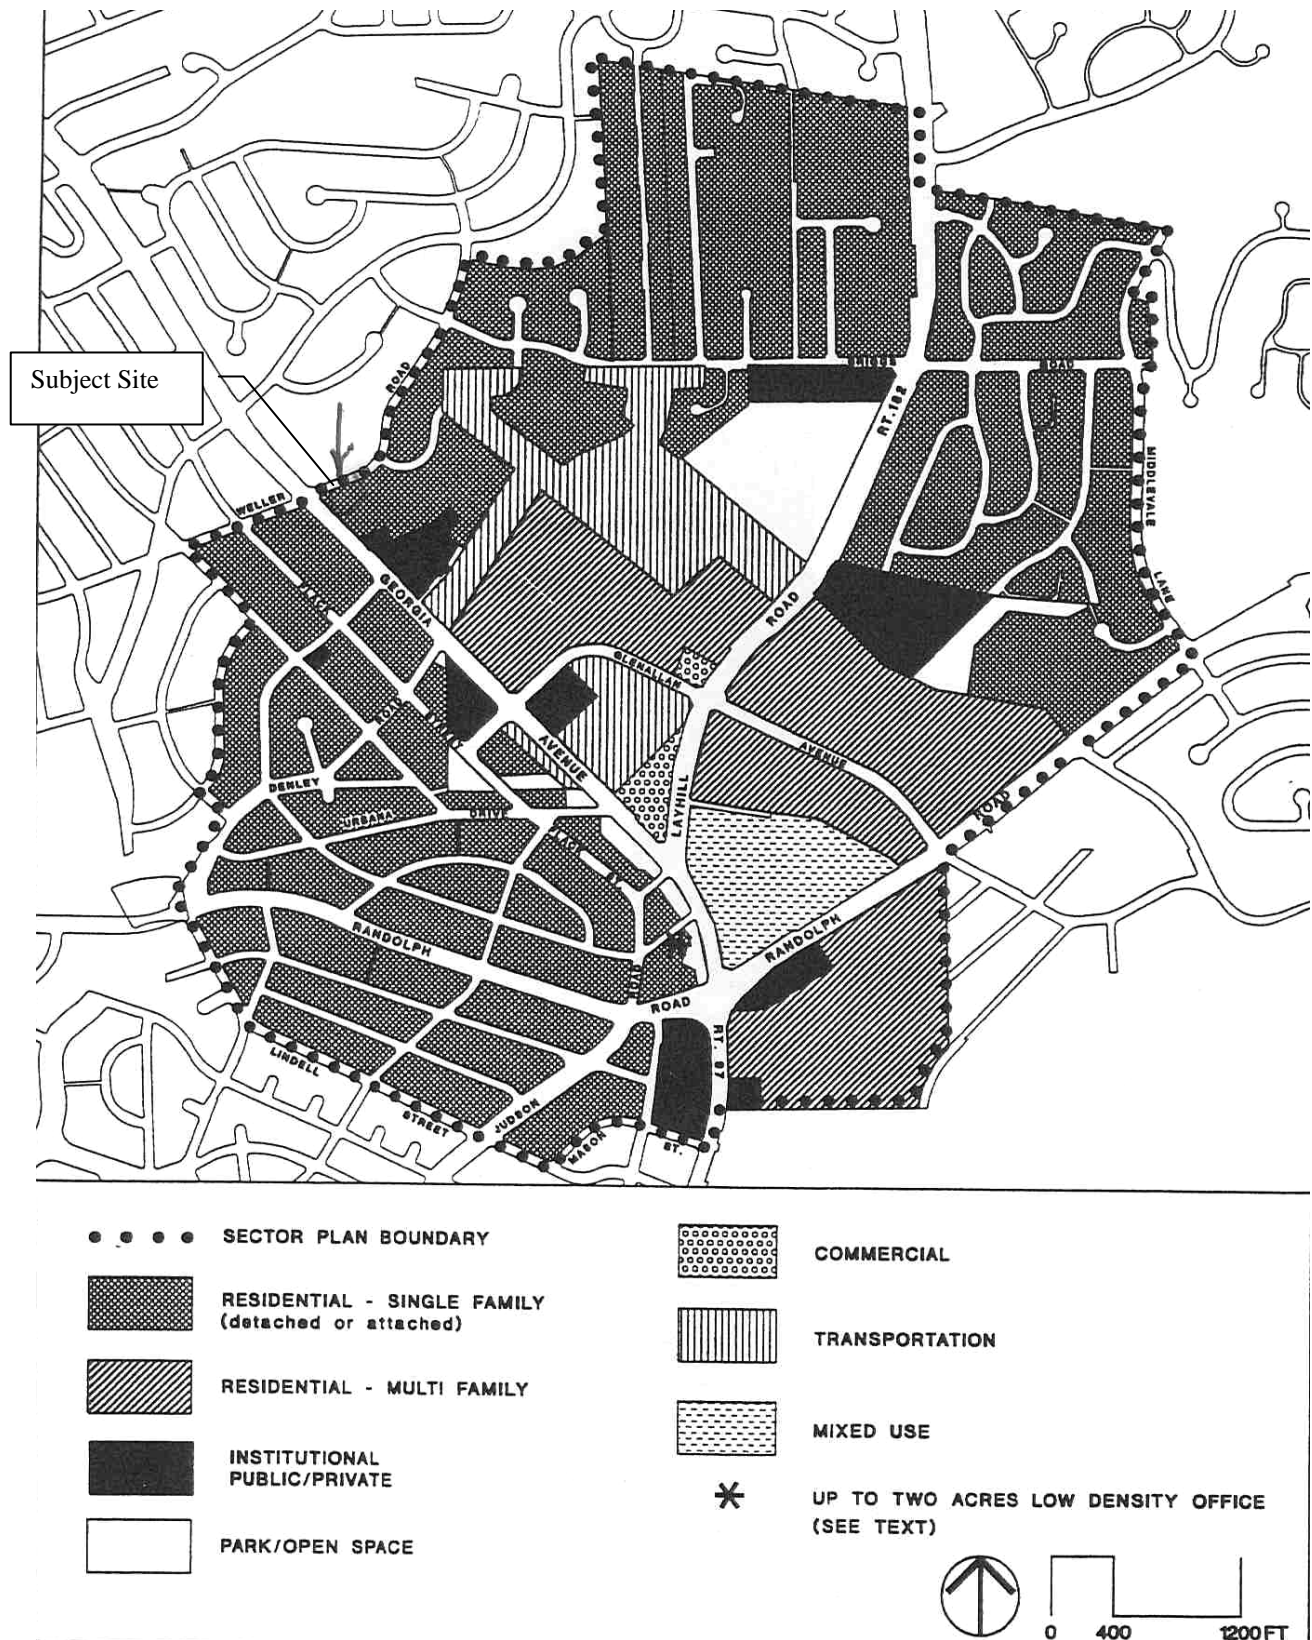 Subject Site
ROAD
WELLER
BRIGGS
ROAD
RT.182
MIDDLEVALE
LANE
GEORGIA
ROAD
GLENALLAN
AVENUE
AVENUE
LAYHILL
ROAD
DENLEY
URBANA
DRIVE
RANDOLPH
RANDOLPH
ROAD
RT. 97
LINDELL
STREET
JUDSON
MASON
ST.
SECTOR PLAN BOUNDARY
RESIDENTIAL - SINGLE FAMILY
(detached or attached)
RESIDENTIAL - MULTI FAMILY
INSTITUTIONAL
PUBLIC/PRIVATE
PARK/OPEN SPACE
COMMERCIAL
TRANSPORTATION
MIXED USE
UP TO TWO ACRES LOW DENSITY OFFICE
(SEE TEXT)
0 400 1200 FT